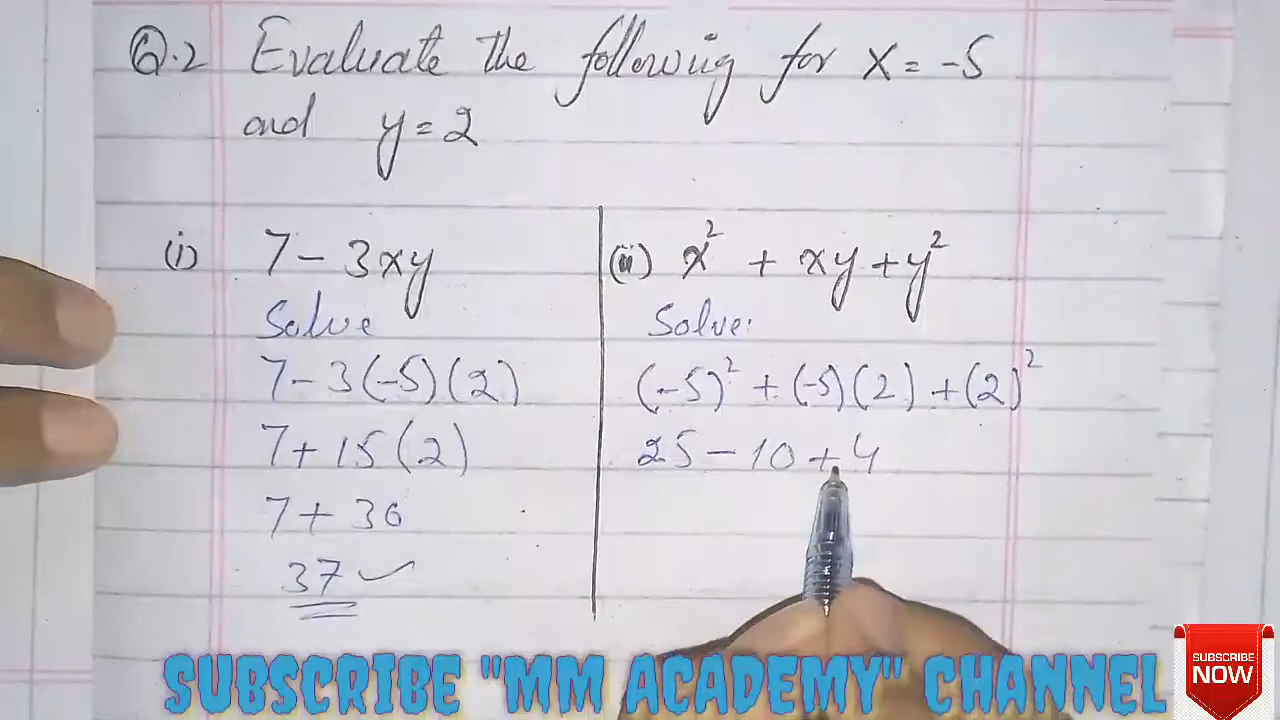 Q.2 Evaluate the following for x = -5
and y = 2
(i) 7 - 3xy
Solve
7 - 3(-5)(2)
7 + 15(2)
7 + 30
37 ✓
(ii) x² + xy + y²
Solve:
(-5)² + (-5)(2) + (2)²
25 - 10 + 4
SUBSCRIBE "MM ACADEMY" CHANNEL
SUBSCRIBE
NOW